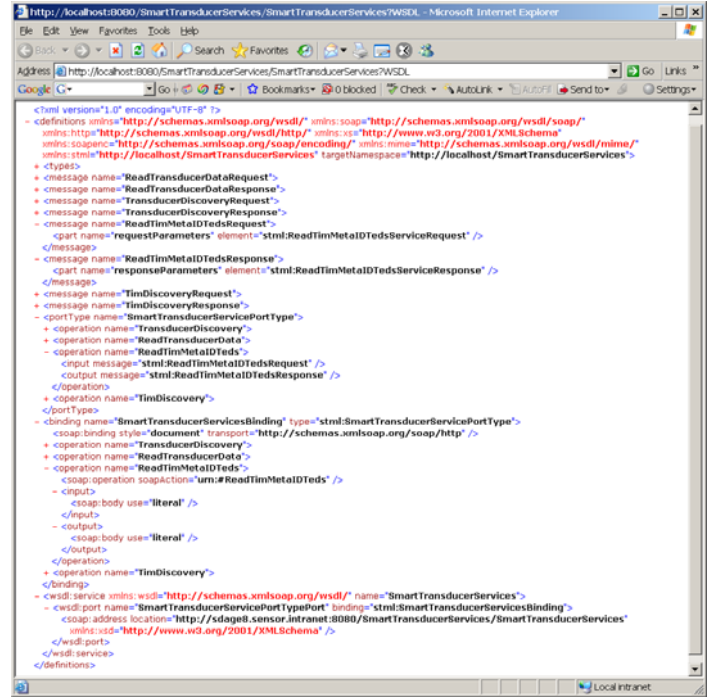 http://localhost:8080/SmartTransducerServices/SmartTransducerServices?WSDL - Microsoft Internet Explorer
File Edit View Favorites Tools Help
Back Search Favorites
Address http://localhost:8080/SmartTransducerServices/SmartTransducerServices?WSDL Go Links »
Google G Go Bookmarks 0 blocked Check AutoLink AutoFill Send to Settings
<?xml version="1.0" encoding="UTF-8" ?>
- <definitions xmlns="http://schemas.xmlsoap.org/wsdl/" xmlns:soap="http://schemas.xmlsoap.org/wsdl/soap/"
xmlns:http="http://schemas.xmlsoap.org/wsdl/http/" xmlns:xs="http://www.w3.org/2001/XMLSchema"
xmlns:soapenc="http://schemas.xmlsoap.org/soap/encoding/" xmlns:mime="http://schemas.xmlsoap.org/wsdl/mime/"
xmlns:stml="http://localhost/SmartTransducerServices" targetNamespace="http://localhost/SmartTransducerServices">
+ <types>
+ <message name="ReadTransducerDataRequest">
+ <message name="ReadTransducerDataResponse">
+ <message name="TransducerDiscoveryRequest">
+ <message name="TransducerDiscoveryResponse">
- <message name="ReadTimMetaIDTedsRequest">
<part name="requestParameters" element="stml:ReadTimMetaIDTedsServiceRequest" />
</message>
- <message name="ReadTimMetaIDTedsResponse">
<part name="responseParameters" element="stml:ReadTimMetaIDTedsServiceResponse" />
</message>
+ <message name="TimDiscoveryRequest">
+ <message name="TimDiscoveryResponse">
- <portType name="SmartTransducerServicePortType">
+ <operation name="TransducerDiscovery">
+ <operation name="ReadTransducerData">
- <operation name="ReadTimMetaIDTeds">
<input message="stml:ReadTimMetaIDTedsRequest" />
<output message="stml:ReadTimMetaIDTedsResponse" />
</operation>
+ <operation name="TimDiscovery">
</portType>
- <binding name="SmartTransducerServicesBinding" type="stml:SmartTransducerServicePortType">
<soap:binding style="document" transport="http://schemas.xmlsoap.org/soap/http" />
+ <operation name="TransducerDiscovery">
+ <operation name="ReadTransducerData">
- <operation name="ReadTimMetaIDTeds">
<soap:operation soapAction="urn:#ReadTimMetaIDTeds" />
- <input>
<soap:body use="literal" />
</input>
- <output>
<soap:body use="literal" />
</output>
</operation>
+ <operation name="TimDiscovery">
</binding>
- <wsdl:service xmlns:wsdl="http://schemas.xmlsoap.org/wsdl/" name="SmartTransducerServices">
- <wsdl:port name="SmartTransducerServicePortTypePort" binding="stml:SmartTransducerServicesBinding">
<soap:address location="http://sdage8.sensor.intranet:8080/SmartTransducerServices/SmartTransducerServices"
xmlns:xsd="http://www.w3.org/2001/XMLSchema" />
</wsdl:port>
</wsdl:service>
</definitions>
Local intranet